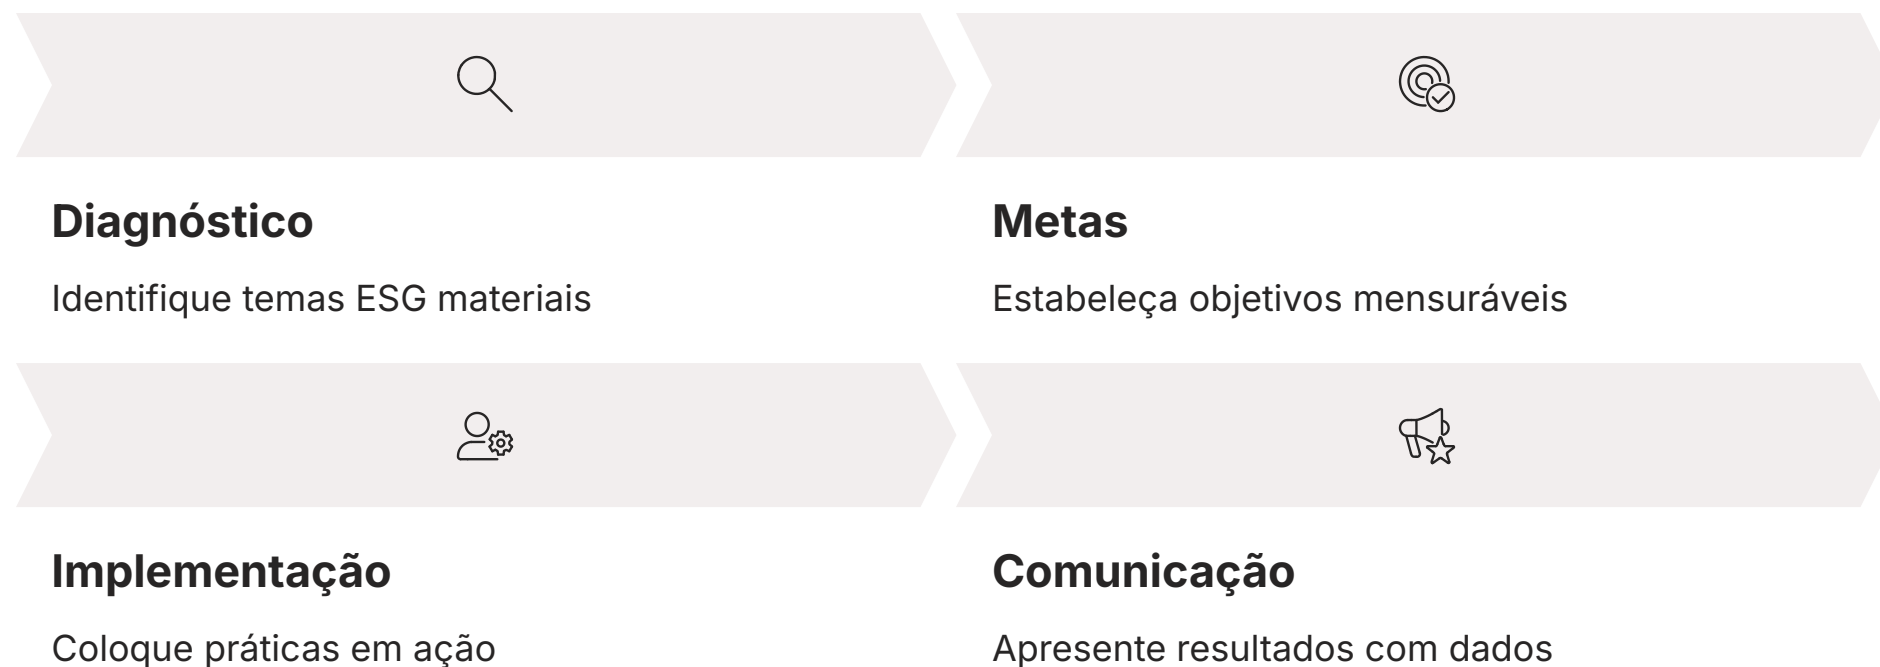 Diagnóstico
Identifique temas ESG materiais
Metas
Estabeleça objetivos mensuráveis
Implementação
Coloque práticas em ação
Comunicação
Apresente resultados com dados